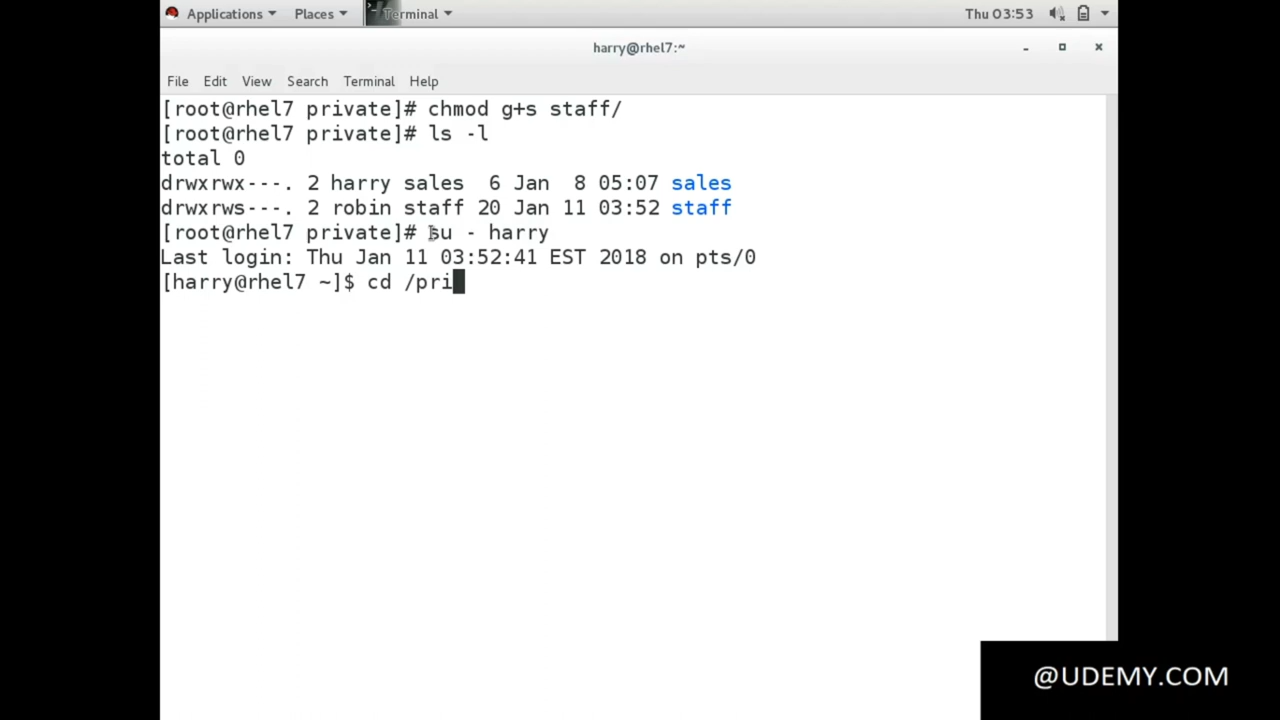 Applications Places Terminal Thu 03:53
harry@rhel7:~
File Edit View Search Terminal Help
[root@rhel7 private]# chmod g+s staff/
[root@rhel7 private]# ls -l
total 0
drwxrwx---. 2 harry sales  6 Jan  8 05:07 sales
drwxrws---. 2 robin staff 20 Jan 11 03:52 staff
[root@rhel7 private]# su - harry
Last login: Thu Jan 11 03:52:41 EST 2018 on pts/0
[harry@rhel7 ~]$ cd /pri
@UDEMY.COM